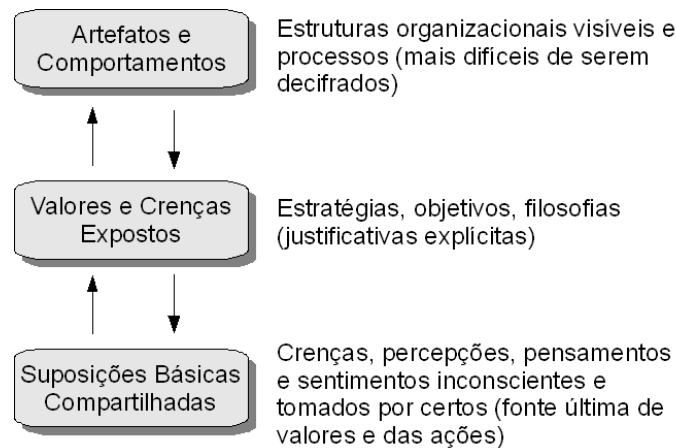 Artefatos e
Comportamentos
Estruturas organizacionais visíveis e
processos (mais difíceis de serem
decifrados)
Valores e Crenças
Expostos
Estratégias, objetivos, filosofias
(justificativas explícitas)
Suposições Básicas
Compartilhadas
Crenças, percepções, pensamentos
e sentimentos inconscientes e
tomados por certos (fonte última de
valores e das ações)